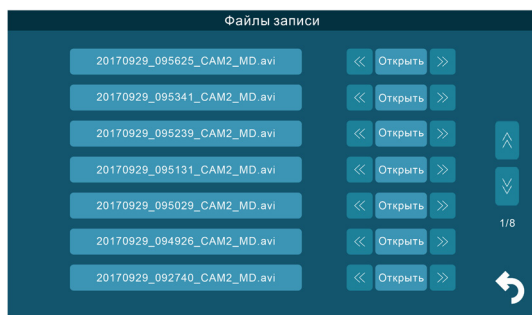 Файлы записи
20170929_095625_CAM2_MD.avi Открыть
20170929_095341_CAM2_MD.avi Открыть
20170929_095239_CAM2_MD.avi Открыть
20170929_095131_CAM2_MD.avi Открыть
20170929_095029_CAM2_MD.avi Открыть
20170929_094926_CAM2_MD.avi Открыть
1/8
20170929_092740_CAM2_MD.avi Открыть